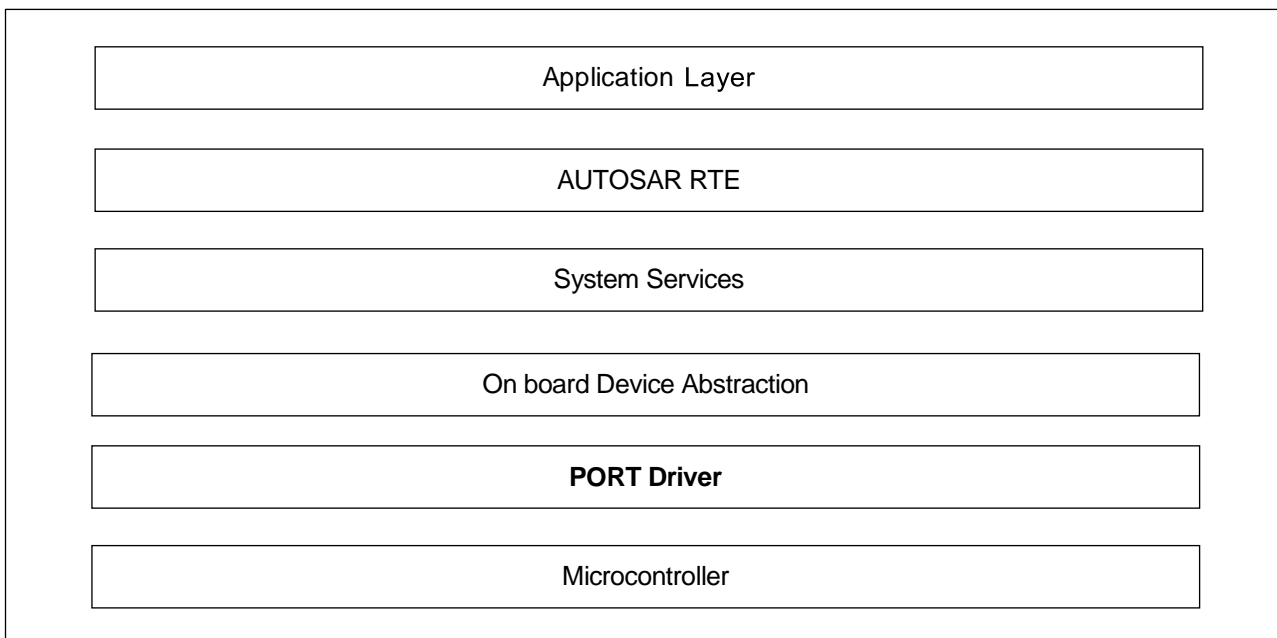 Application Layer
AUTOSAR RTE
System Services
On board Device Abstraction
PORT Driver
Microcontroller